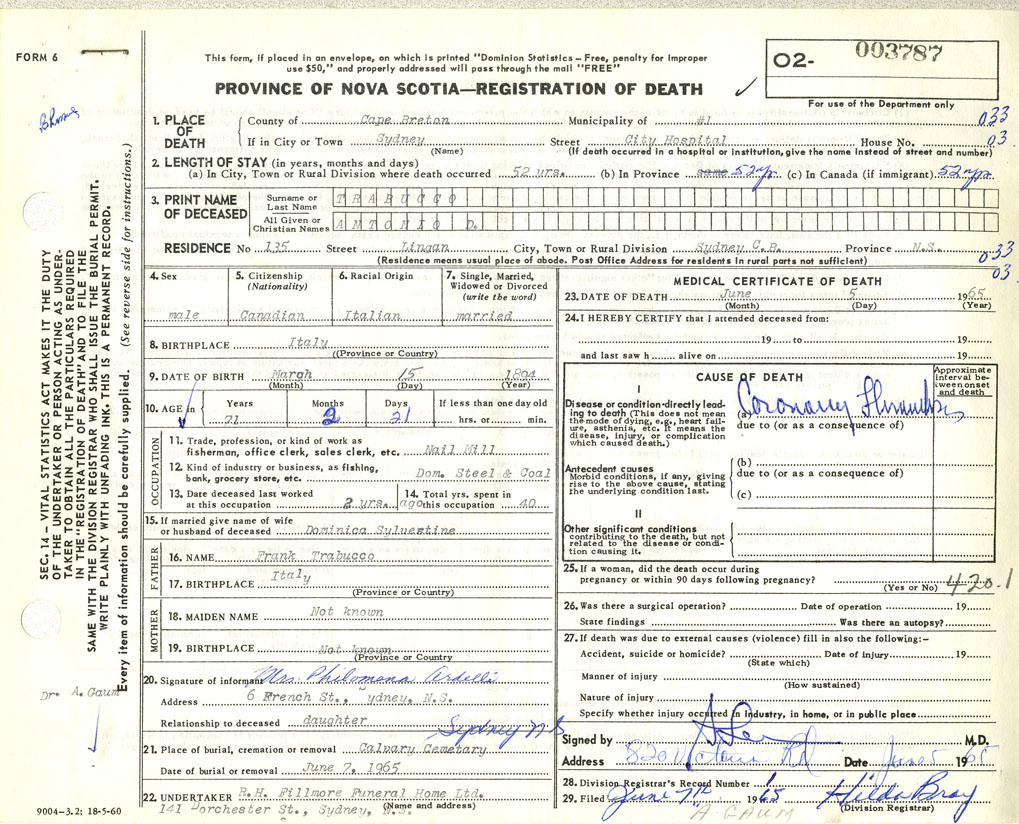 FORM 6
This form, if placed in an envelope, on which is printed "Dominion Statistics – Free, penalty for improper
use $50," and properly addressed will pass through the mail "FREE"
PROVINCE OF NOVA SCOTIA—REGISTRATION OF DEATH
O2- 003787
For use of the Department only
1. PLACE OF DEATH
County of Cape Breton Municipality of #1 033
If in City or Town Sydney Street City Hospital House No. 03
(Name) (If death occurred in a hospital or institution, give the name instead of street and number)
2. LENGTH OF STAY (in years, months and days)
(a) In City, Town or Rural Division where death occurred 52 yrs. (b) In Province same 52 yrs (c) In Canada (if immigrant) 52 yrs
3. PRINT NAME OF DECEASED
Surname or Last Name TRABUCCO
All Given or Christian Names ANTONIO D.
RESIDENCE No 135 Street Lingan City, Town or Rural Division Sydney C.B. Province N.S. 033
(Residence means usual place of abode. Post Office Address for residents in rural parts not sufficient) 03
4. Sex
male
5. Citizenship
(Nationality)
Canadian
6. Racial Origin
Italian
7. Single, Married, Widowed or Divorced
(write the word)
married
8. BIRTHPLACE Italy
(Province or Country)
9. DATE OF BIRTH March 15 1894
(Month) (Day) (Year)
10. AGE in Years Months Days If less than one day old
71 2 21 hrs. or min.
OCCUPATION
11. Trade, profession, or kind of work as
fisherman, office clerk, sales clerk, etc. Nail Mill
12. Kind of industry or business, as fishing,
bank, grocery store, etc. Dom. Steel & Coal
13. Date deceased last worked
at this occupation 2 yrs. ago
14. Total yrs. spent in
this occupation 40
15. If married give name of wife
or husband of deceased Dominica Sylvertine
FATHER
16. NAME Frank Trabucco
17. BIRTHPLACE Italy
(Province or Country)
MOTHER
18. MAIDEN NAME Not known
19. BIRTHPLACE Not known
(Province or Country)
20. Signature of informant Mrs. Philomena Ardelli
Address 6 French St., ydney, N.S.
Relationship to deceased daughter Sydney N S
21. Place of burial, cremation or removal Calvary Cemetary
Date of burial or removal June 7, 1965
22. UNDERTAKER R.H. Fillmore Funeral Home Ltd.
(Name and address)
141 Dorchester St., Sydney, N.S.
MEDICAL CERTIFICATE OF DEATH
23. DATE OF DEATH June 5 1965
(Month) (Day) (Year)
24. I HEREBY CERTIFY that I attended deceased from:
19 to 19
and last saw h alive on 19
CAUSE OF DEATH
Approximate interval between onset and death
I
Disease or condition directly leading to death (This does not mean the mode of dying, e.g., heart failure, asthenia, etc. It means the disease, injury, or complication which caused death.)
(a) Coronary Thrombosis
due to (or as a consequence of)
Antecedent causes
Morbid conditions, if any, giving rise to the above cause, stating the underlying condition last.
(b)
due to (or as a consequence of)
(c)
II
Other significant conditions
contributing to the death, but not related to the disease or condition causing it.
25. If a woman, did the death occur during
pregnancy or within 90 days following pregnancy?
(Yes or No) 420.1
26. Was there a surgical operation? Date of operation 19
State findings Was there an autopsy?
27. If death was due to external causes (violence) fill in also the following:–
Accident, suicide or homicide? Date of injury 19
(State which)
Manner of injury
(How sustained)
Nature of injury
Specify whether injury occurred in industry, in home, or in public place
Signed by M.D.
Address 820 Victoria Rd Date June 5 1965
28. Division Registrar's Record Number
29. Filed June 7th 1965 Hilda Bray
(Division Registrar)
A GAUM
SEC. 14 – VITAL STATISTICS ACT MAKES IT THE DUTY
OF THE UNDERTAKER OR PERSON ACTING AS UNDER-
TAKER TO OBTAIN ALL THE PARTICULARS REQUIRED
IN THE "REGISTRATION OF DEATH" AND TO FILE THE
SAME WITH THE DIVISION REGISTRAR WHO SHALL ISSUE THE BURIAL PERMIT.
WRITE PLAINLY WITH UNFADING INK. THIS IS A PERMANENT RECORD.
Every item of information should be carefully supplied. (See reverse side for instructions.)
Dr. A. Gaum
9004–3.2: 18-5-60